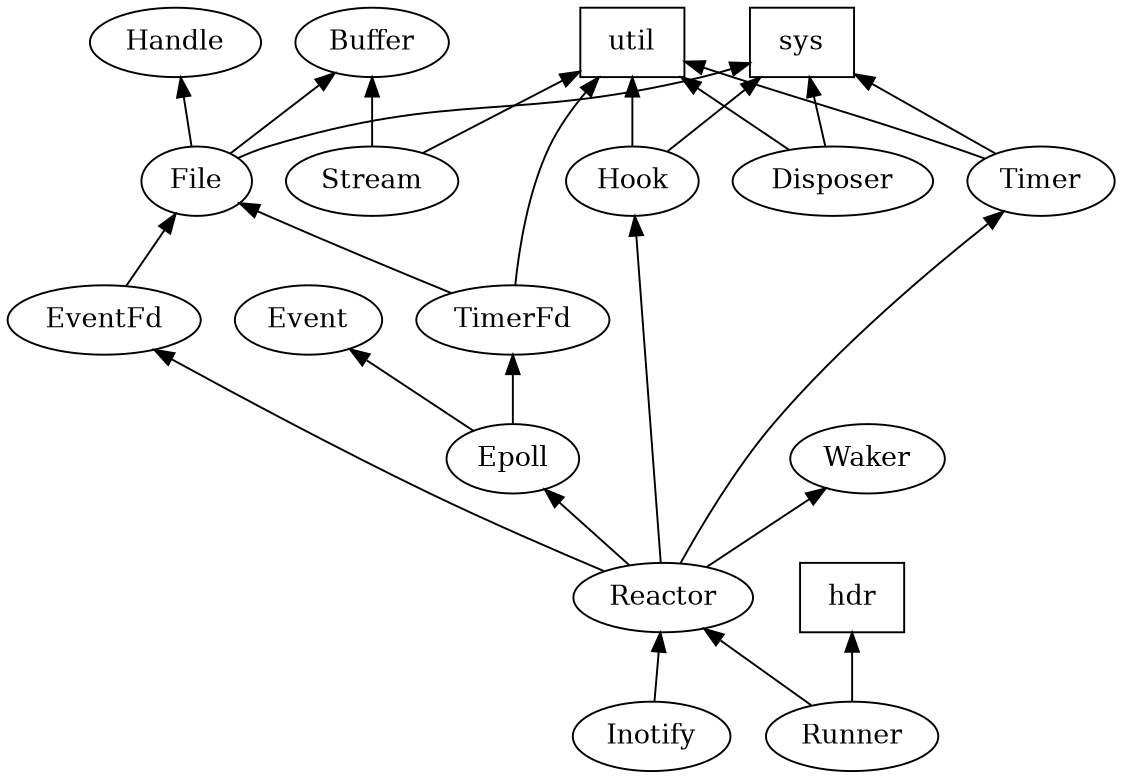 Handle
Buffer
util
sys
File
Stream
Hook
Disposer
Timer
EventFd
Event
TimerFd
Epoll
Waker
Reactor
hdr
Inotify
Runner